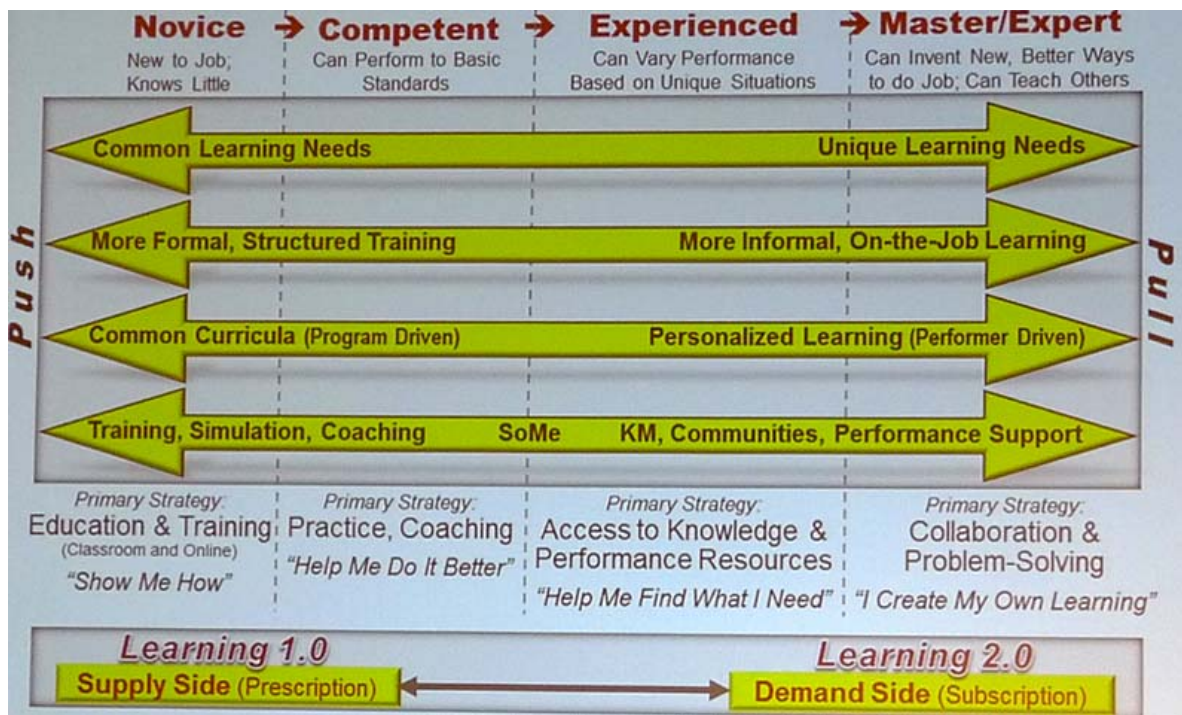 Novice → Competent → Experienced → Master/Expert
New to Job;
Knows Little
Can Perform to Basic
Standards
Can Vary Performance
Based on Unique Situations
Can Invent New, Better Ways
to do Job; Can Teach Others
Push
Common Learning Needs
Unique Learning Needs
More Formal, Structured Training
More Informal, On-the-Job Learning
Common Curricula (Program Driven)
Personalized Learning (Performer Driven)
Training, Simulation, Coaching
SoMe
KM, Communities, Performance Support
Pull
Primary Strategy:
Education & Training
(Classroom and Online)
"Show Me How"
Primary Strategy:
Practice, Coaching
"Help Me Do It Better"
Primary Strategy:
Access to Knowledge &
Performance Resources
"Help Me Find What I Need"
Primary Strategy:
Collaboration &
Problem-Solving
"I Create My Own Learning"
Learning 1.0
Supply Side (Prescription)
Learning 2.0
Demand Side (Subscription)